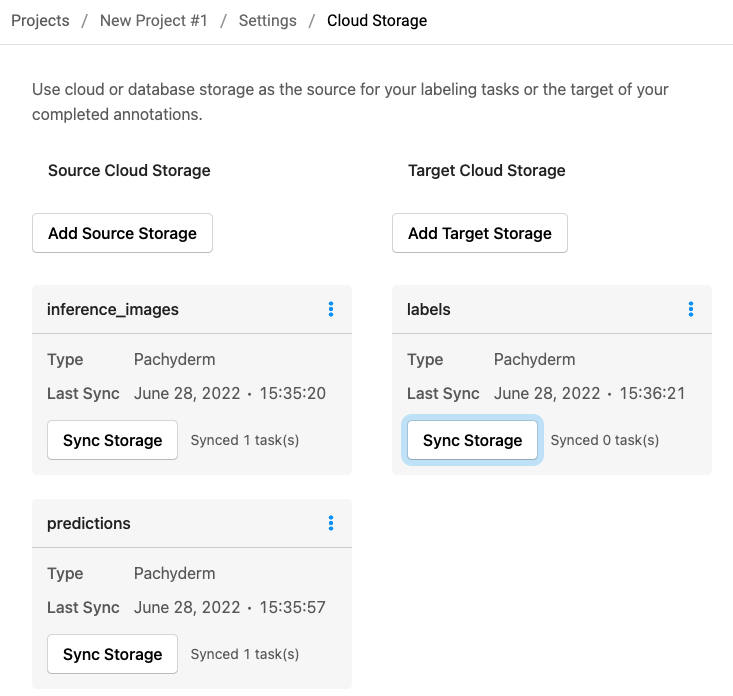 Projects / New Project #1 / Settings / Cloud Storage
Use cloud or database storage as the source for your labeling tasks or the target of your
completed annotations.
Source Cloud Storage
Add Source Storage
inference_images
Type Pachyderm
Last Sync June 28, 2022 • 15:35:20
Sync Storage Synced 1 task(s)
predictions
Type Pachyderm
Last Sync June 28, 2022 • 15:35:57
Sync Storage Synced 1 task(s)
Target Cloud Storage
Add Target Storage
labels
Type Pachyderm
Last Sync June 28, 2022 • 15:36:21
Sync Storage Synced 0 task(s)